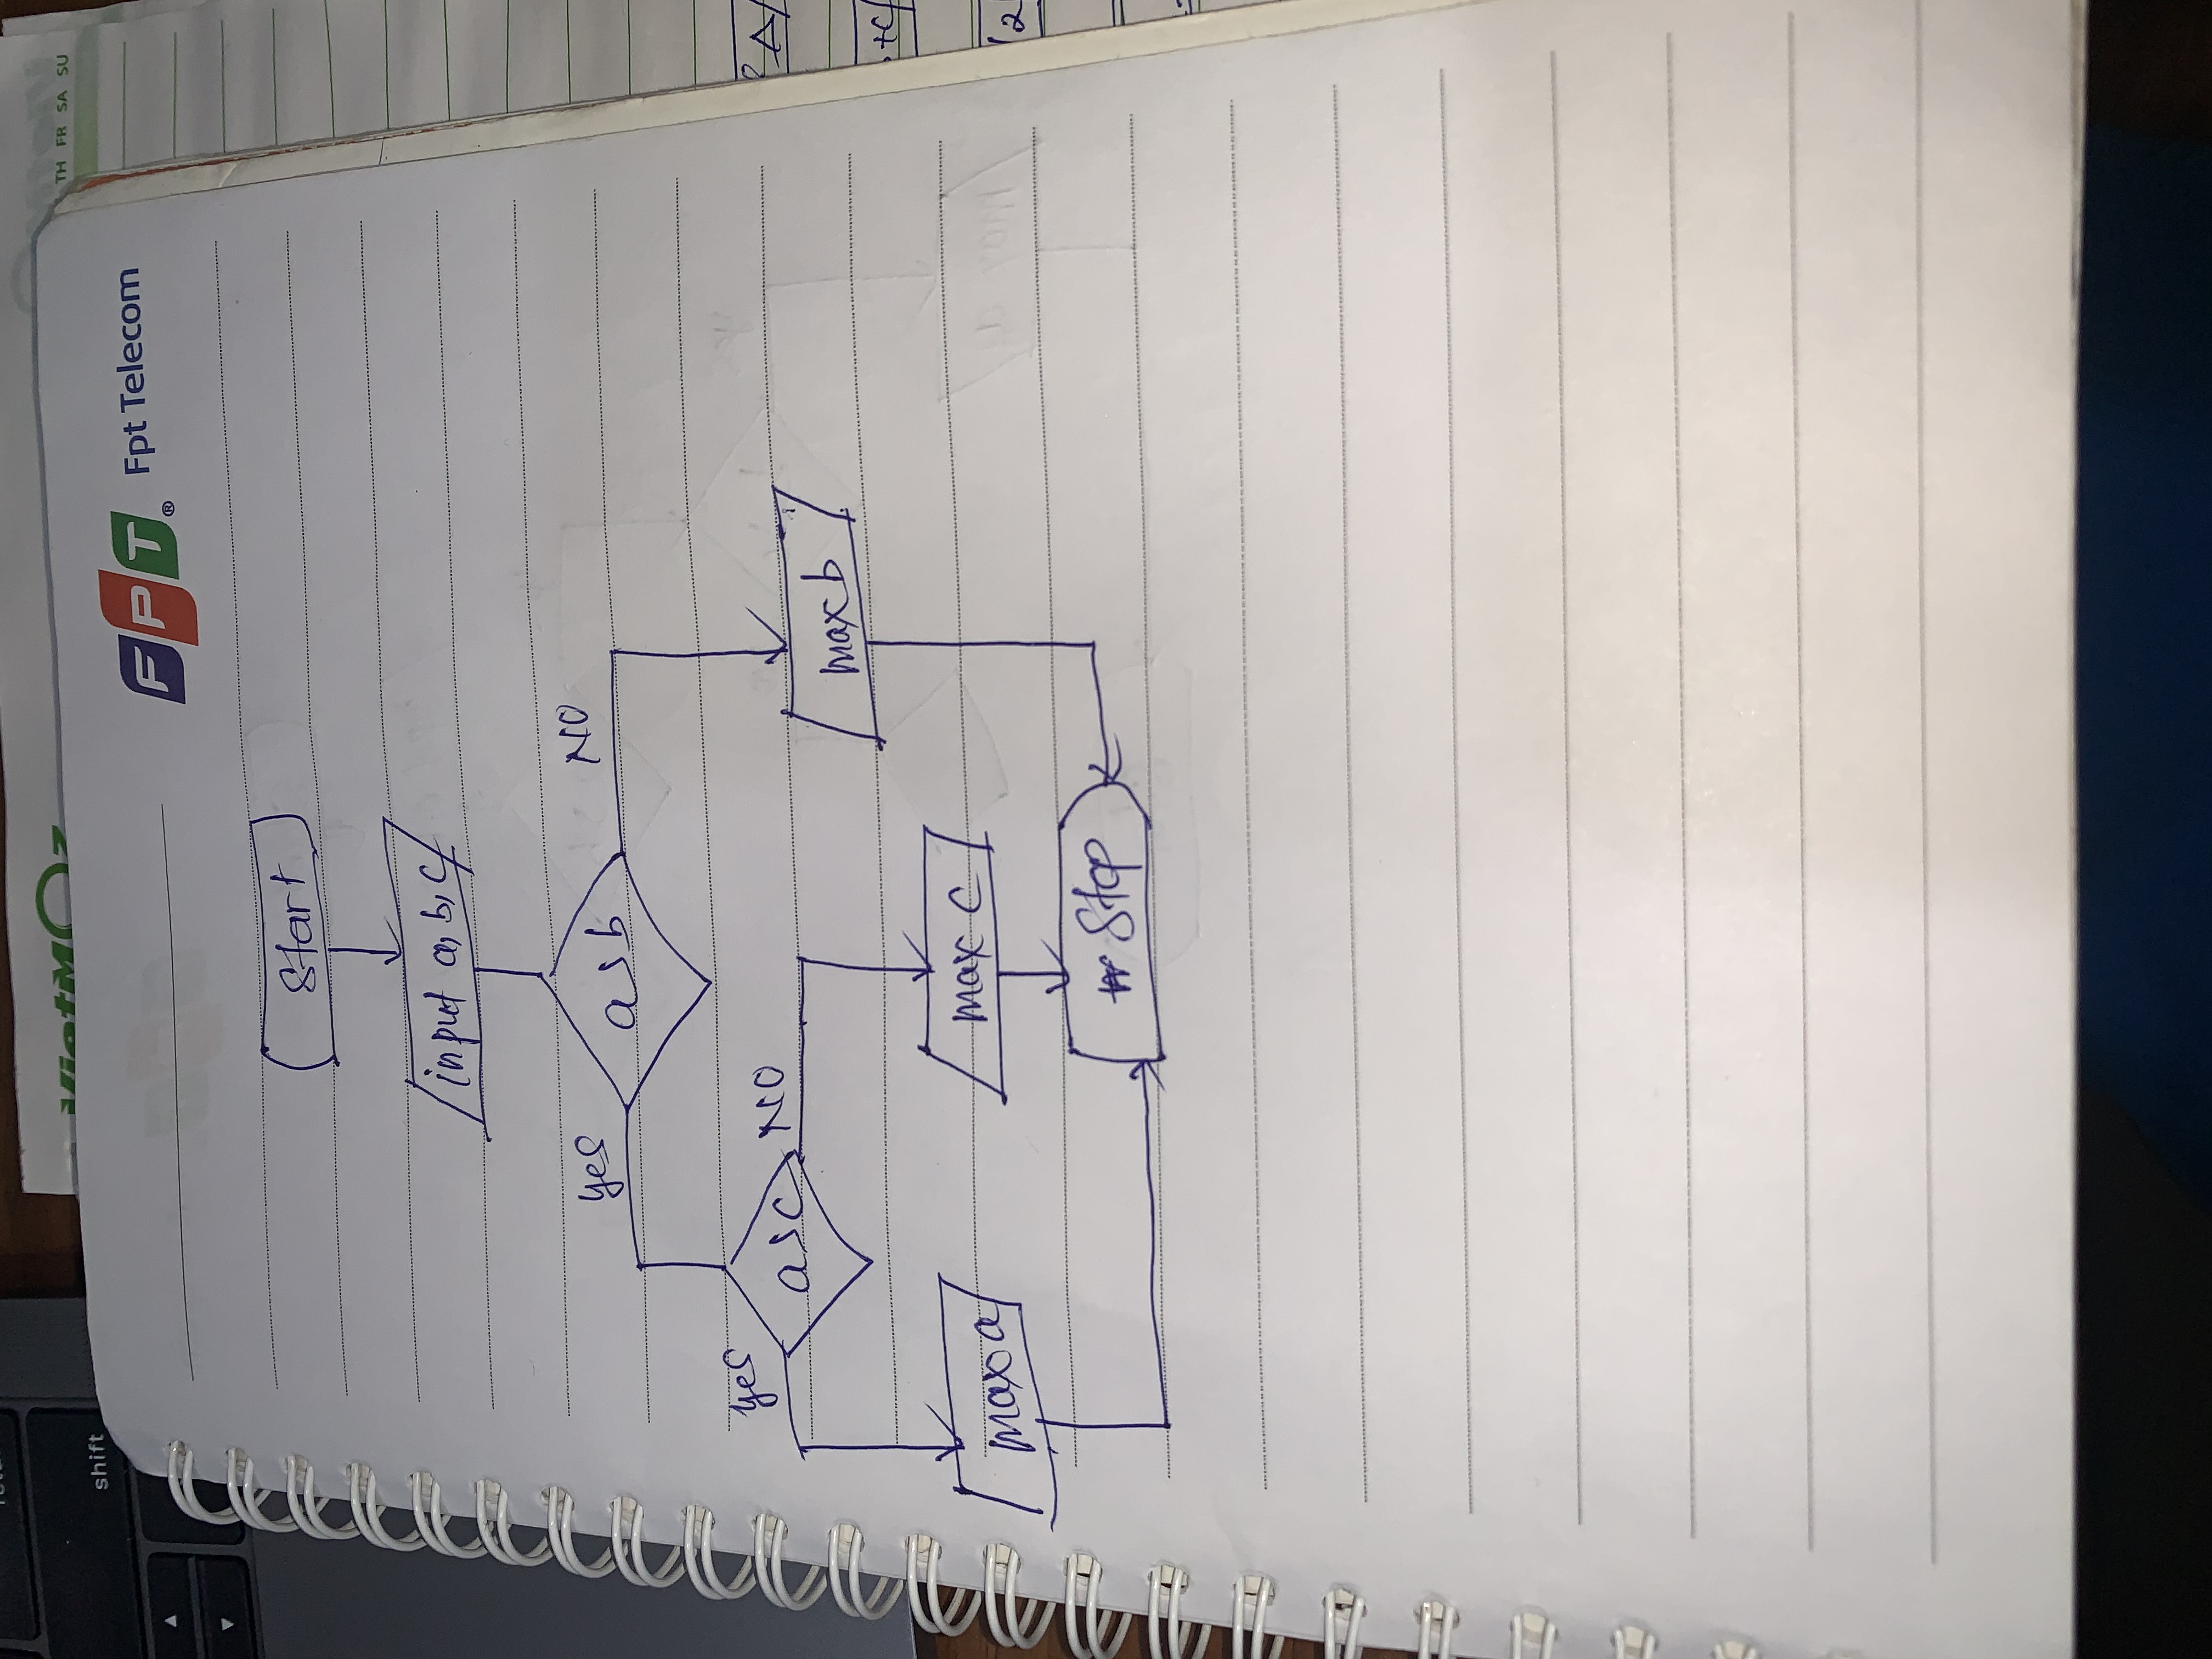 shift
VietMOz
TH FR SA SU
FPT® Fpt Telecom
Start
input a, b, c
yes
a>b
NO
yes
a>c
NO
max b
max a
max c
Stop
+c/
/2